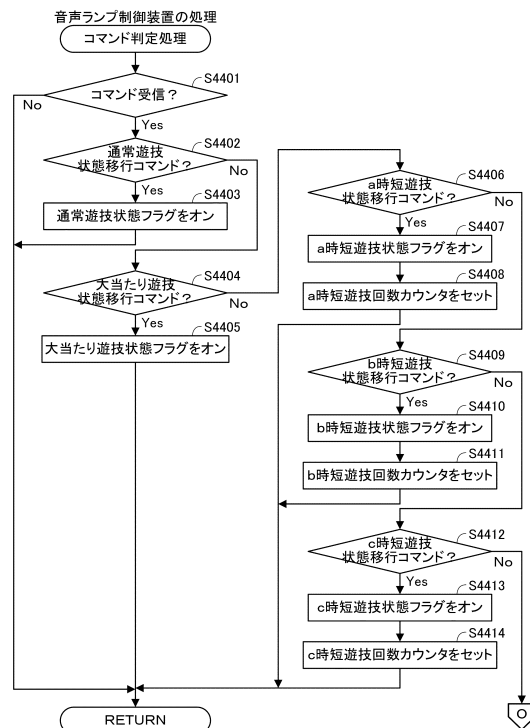 音声ランプ制御装置の処理
コマンド判定処理
S4401
コマンド受信？
No
Yes
S4402
通常遊技
状態移行コマンド？
No
Yes
S4403
通常遊技状態フラグをオン
S4404
大当たり遊技
状態移行コマンド？
No
Yes
S4405
大当たり遊技状態フラグをオン
S4406
a時短遊技
状態移行コマンド？
No
Yes
S4407
a時短遊技状態フラグをオン
S4408
a時短遊技回数カウンタをセット
S4409
b時短遊技
状態移行コマンド？
No
Yes
S4410
b時短遊技状態フラグをオン
S4411
b時短遊技回数カウンタをセット
S4412
c時短遊技
状態移行コマンド？
No
Yes
S4413
c時短遊技状態フラグをオン
S4414
c時短遊技回数カウンタをセット
RETURN
O